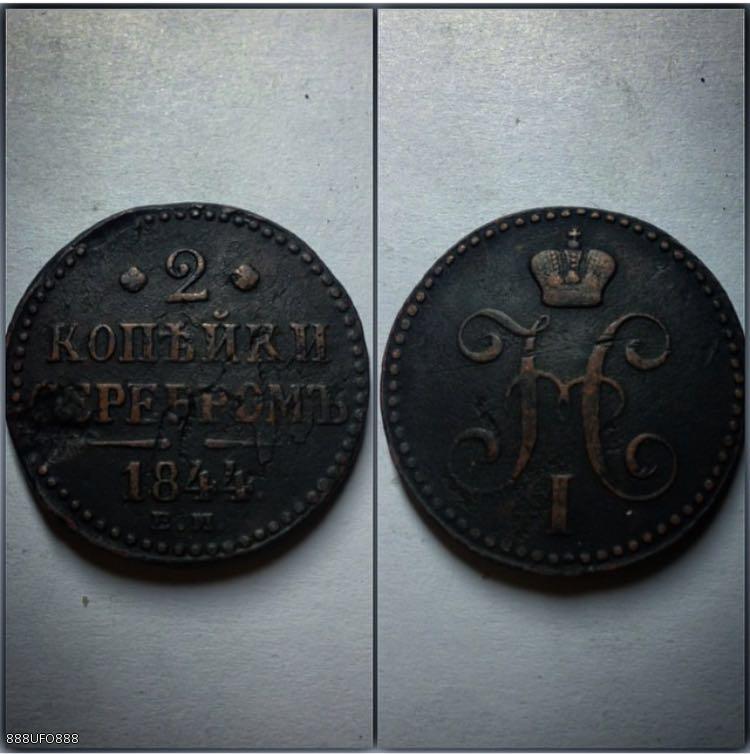 2
КОПѢЙКИ
СЕРЕБРОМЪ
1844.
Е.М.
Н
I
888UFO888